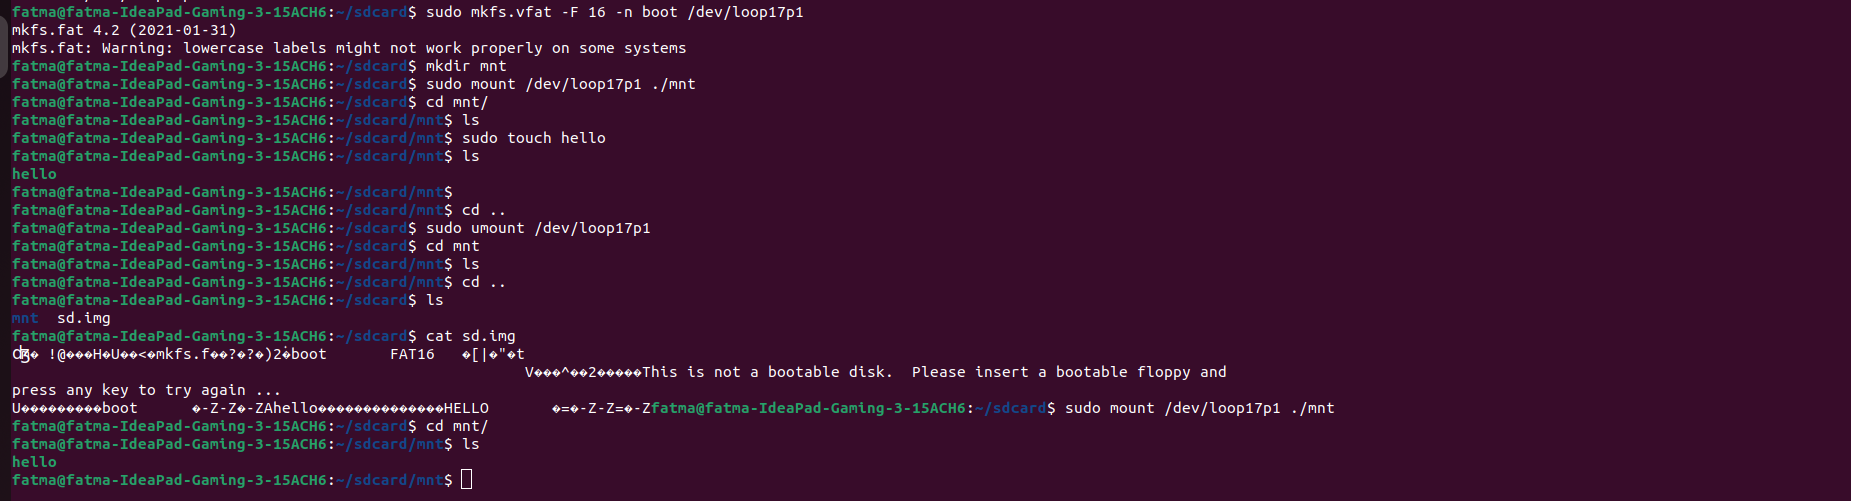 fatma@fatma-IdeaPad-Gaming-3-15ACH6:~/sdcard$ sudo mkfs.vfat -F 16 -n boot /dev/loop17p1
mkfs.fat 4.2 (2021-01-31)
mkfs.fat: Warning: lowercase labels might not work properly on some systems
fatma@fatma-IdeaPad-Gaming-3-15ACH6:~/sdcard$ mkdir mnt
fatma@fatma-IdeaPad-Gaming-3-15ACH6:~/sdcard$ sudo mount /dev/loop17p1 ./mnt
fatma@fatma-IdeaPad-Gaming-3-15ACH6:~/sdcard$ cd mnt/
fatma@fatma-IdeaPad-Gaming-3-15ACH6:~/sdcard/mnt$ ls
fatma@fatma-IdeaPad-Gaming-3-15ACH6:~/sdcard/mnt$ sudo touch hello
fatma@fatma-IdeaPad-Gaming-3-15ACH6:~/sdcard/mnt$ ls
hello
fatma@fatma-IdeaPad-Gaming-3-15ACH6:~/sdcard/mnt$
fatma@fatma-IdeaPad-Gaming-3-15ACH6:~/sdcard/mnt$ cd ..
fatma@fatma-IdeaPad-Gaming-3-15ACH6:~/sdcard$ sudo umount /dev/loop17p1
fatma@fatma-IdeaPad-Gaming-3-15ACH6:~/sdcard$ cd mnt
fatma@fatma-IdeaPad-Gaming-3-15ACH6:~/sdcard/mnt$ ls
fatma@fatma-IdeaPad-Gaming-3-15ACH6:~/sdcard/mnt$ cd ..
fatma@fatma-IdeaPad-Gaming-3-15ACH6:~/sdcard$ ls
mnt  sd.img
fatma@fatma-IdeaPad-Gaming-3-15ACH6:~/sdcard$ cat sd.img
� !@���H�U��<�mkfs.f��?�?�)2�boot       FAT16   �[|�"�t
V���^��2�����This is not a bootable disk.  Please insert a bootable floppy and
press any key to try again ...
U���������boot       �-Z-Z�-ZAhello��������������HELLO       �=�-Z-Z=�-Zfatma@fatma-IdeaPad-Gaming-3-15ACH6:~/sdcard$ sudo mount /dev/loop17p1 ./mnt
fatma@fatma-IdeaPad-Gaming-3-15ACH6:~/sdcard$ cd mnt/
fatma@fatma-IdeaPad-Gaming-3-15ACH6:~/sdcard/mnt$ ls
hello
fatma@fatma-IdeaPad-Gaming-3-15ACH6:~/sdcard/mnt$